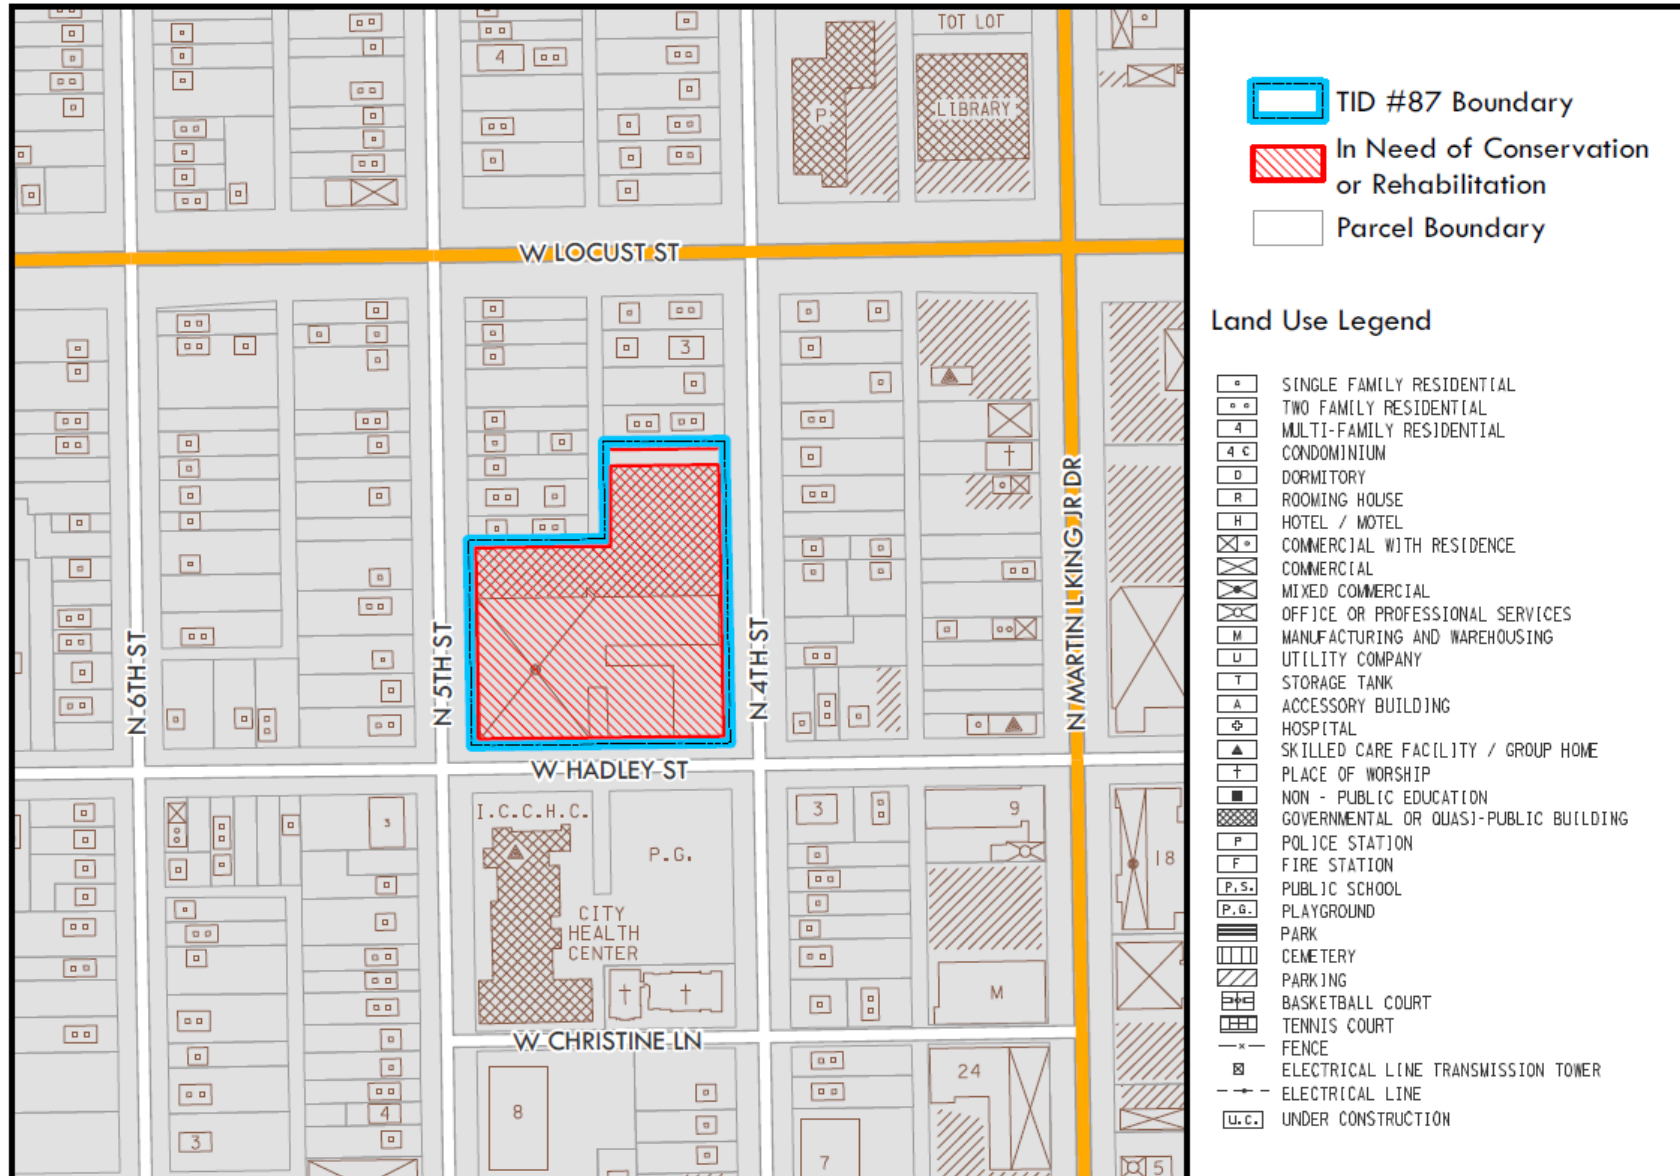 TOT LOT
4
P
LIBRARY
W LOCUST ST
3
N 6TH ST
N 5TH ST
N 4TH ST
N MARTIN L KING JR DR
W HADLEY ST
I.C.C.H.C.
P.G.
3
3
9
18
CITY
HEALTH
CENTER
M
W CHRISTINE LN
8
24
4
3
7
5
TID #87 Boundary
In Need of Conservation
or Rehabilitation
Parcel Boundary
Land Use Legend
SINGLE FAMILY RESIDENTIAL
TWO FAMILY RESIDENTIAL
4 MULTI-FAMILY RESIDENTIAL
4 C CONDOMINIUM
D DORMITORY
R ROOMING HOUSE
H HOTEL / MOTEL
COMMERCIAL WITH RESIDENCE
COMMERCIAL
MIXED COMMERCIAL
OFFICE OR PROFESSIONAL SERVICES
M MANUFACTURING AND WAREHOUSING
U UTILITY COMPANY
T STORAGE TANK
A ACCESSORY BUILDING
HOSPITAL
SKILLED CARE FACILITY / GROUP HOME
PLACE OF WORSHIP
NON - PUBLIC EDUCATION
GOVERNMENTAL OR QUASI-PUBLIC BUILDING
P POLICE STATION
F FIRE STATION
P.S. PUBLIC SCHOOL
P.G. PLAYGROUND
PARK
CEMETERY
PARKING
BASKETBALL COURT
TENNIS COURT
FENCE
ELECTRICAL LINE TRANSMISSION TOWER
ELECTRICAL LINE
U.C. UNDER CONSTRUCTION